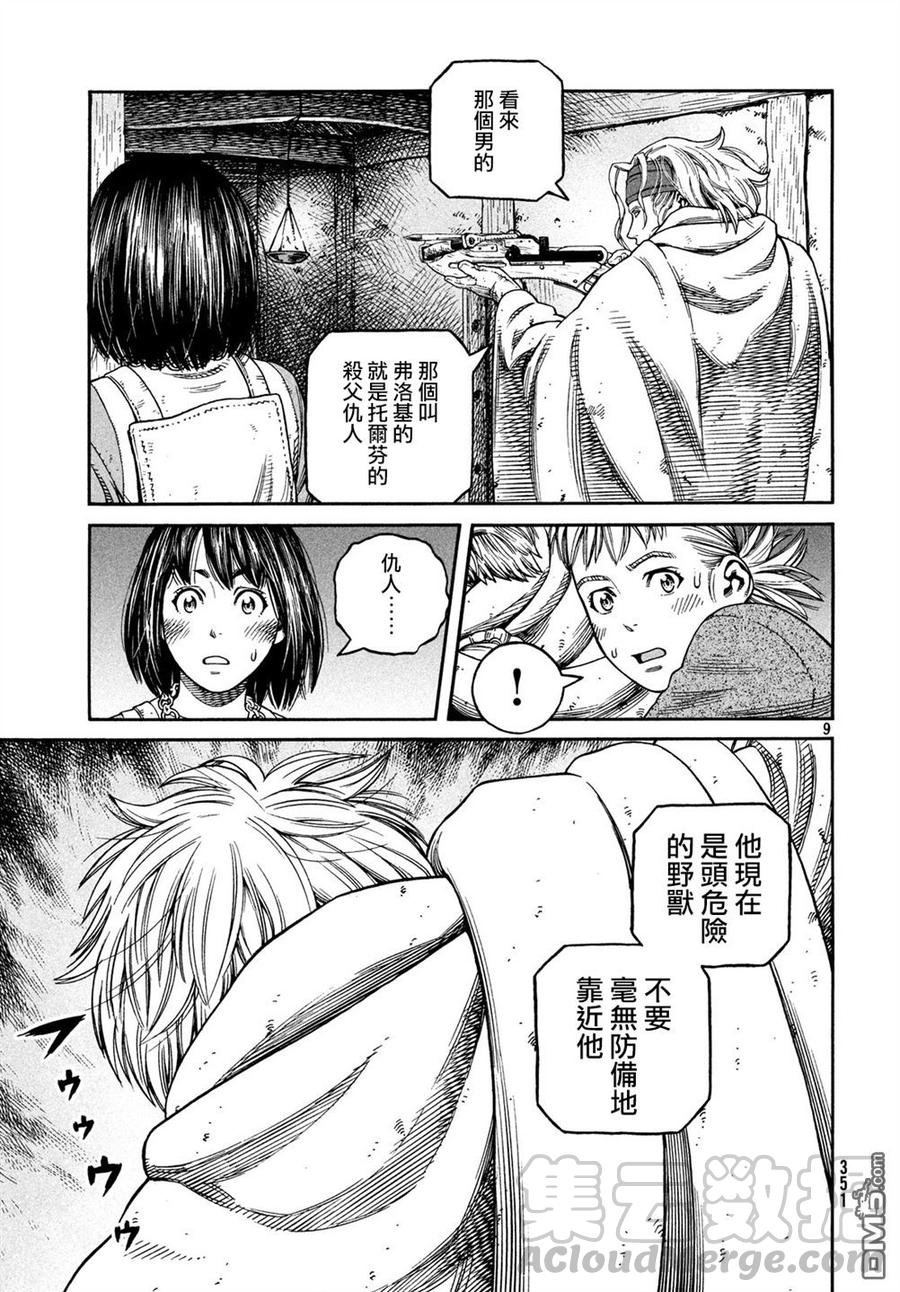 看來
那個男的
那個叫
弗洛基的
就是托爾芬的
殺父仇人
！
仇人……
9
他現在
是頭危險
的野獸
不要
毫無防備地
靠近他
フゥゥゥ
351
集云数据
ACloudMerge.com
DM5.com